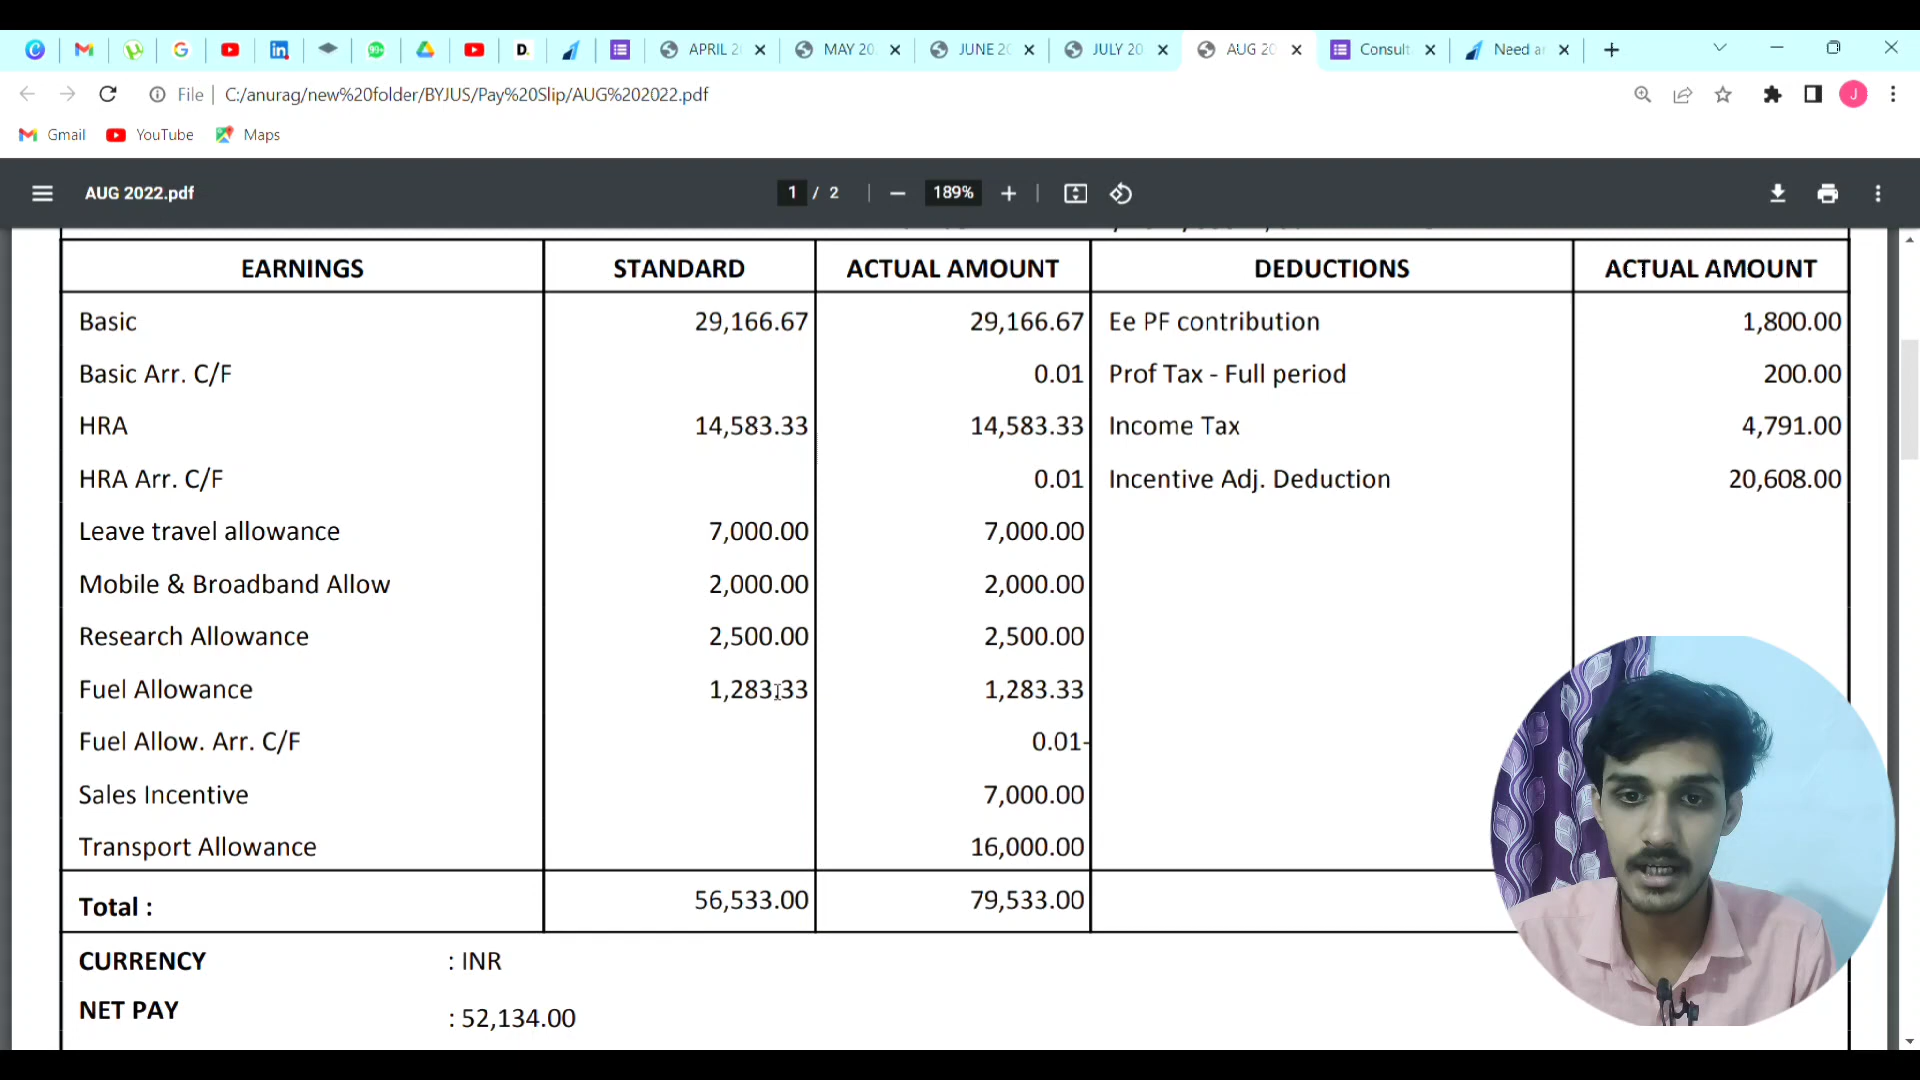 APRIL 2 MAY 20 JUNE 20 JULY 20 AUG 20 Consult Need a
File C:/anurag/new%20folder/BYJUS/Pay%20Slip/AUG%202022.pdf J
Gmail YouTube Maps
AUG 2022.pdf 1 / 2 189%
EARNINGS STANDARD ACTUAL AMOUNT DEDUCTIONS ACTUAL AMOUNT
Basic 29,166.67 29,166.67 Ee PF contribution 1,800.00
Basic Arr. C/F 0.01 Prof Tax - Full period 200.00
HRA 14,583.33 14,583.33 Income Tax 4,791.00
HRA Arr. C/F 0.01 Incentive Adj. Deduction 20,608.00
Leave travel allowance 7,000.00 7,000.00
Mobile & Broadband Allow 2,000.00 2,000.00
Research Allowance 2,500.00 2,500.00
Fuel Allowance 1,283.33 1,283.33
Fuel Allow. Arr. C/F 0.01-
Sales Incentive 7,000.00
Transport Allowance 16,000.00
Total : 56,533.00 79,533.00
CURRENCY : INR
NET PAY : 52,134.00